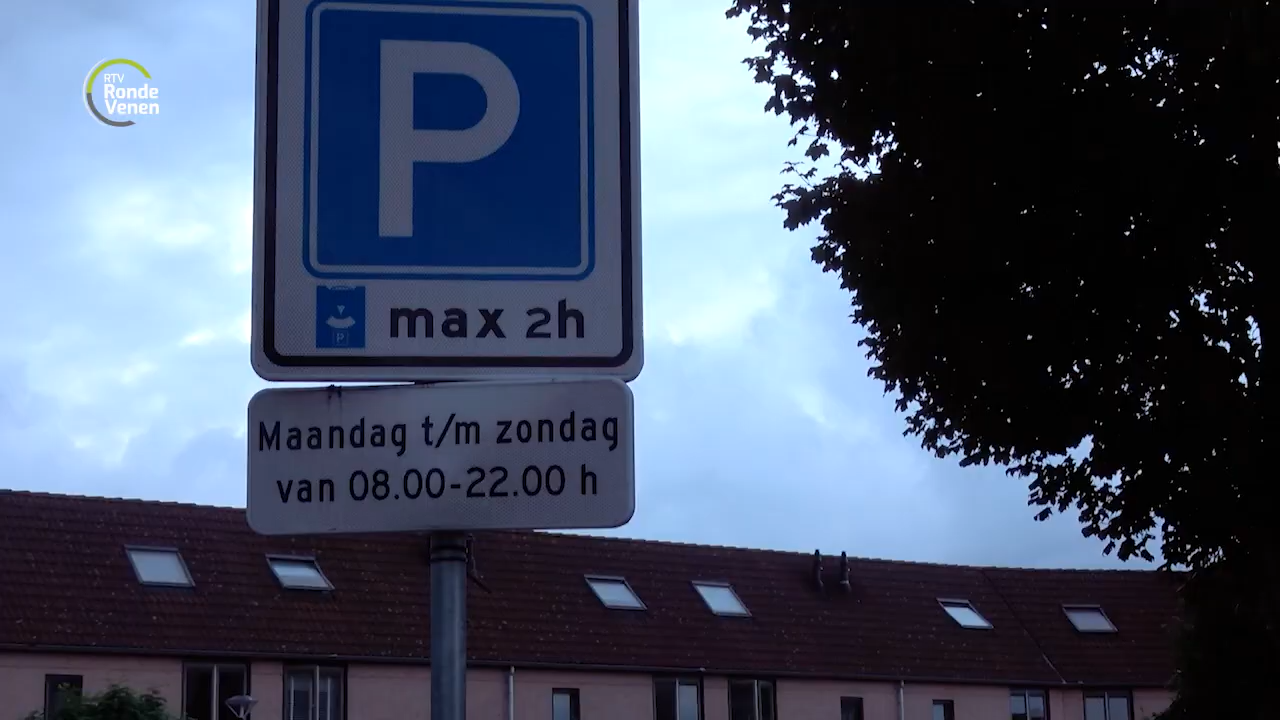 RTV
Ronde
Venen
P
P
max 2h
Maandag t/m zondag
van 08.00-22.00 h